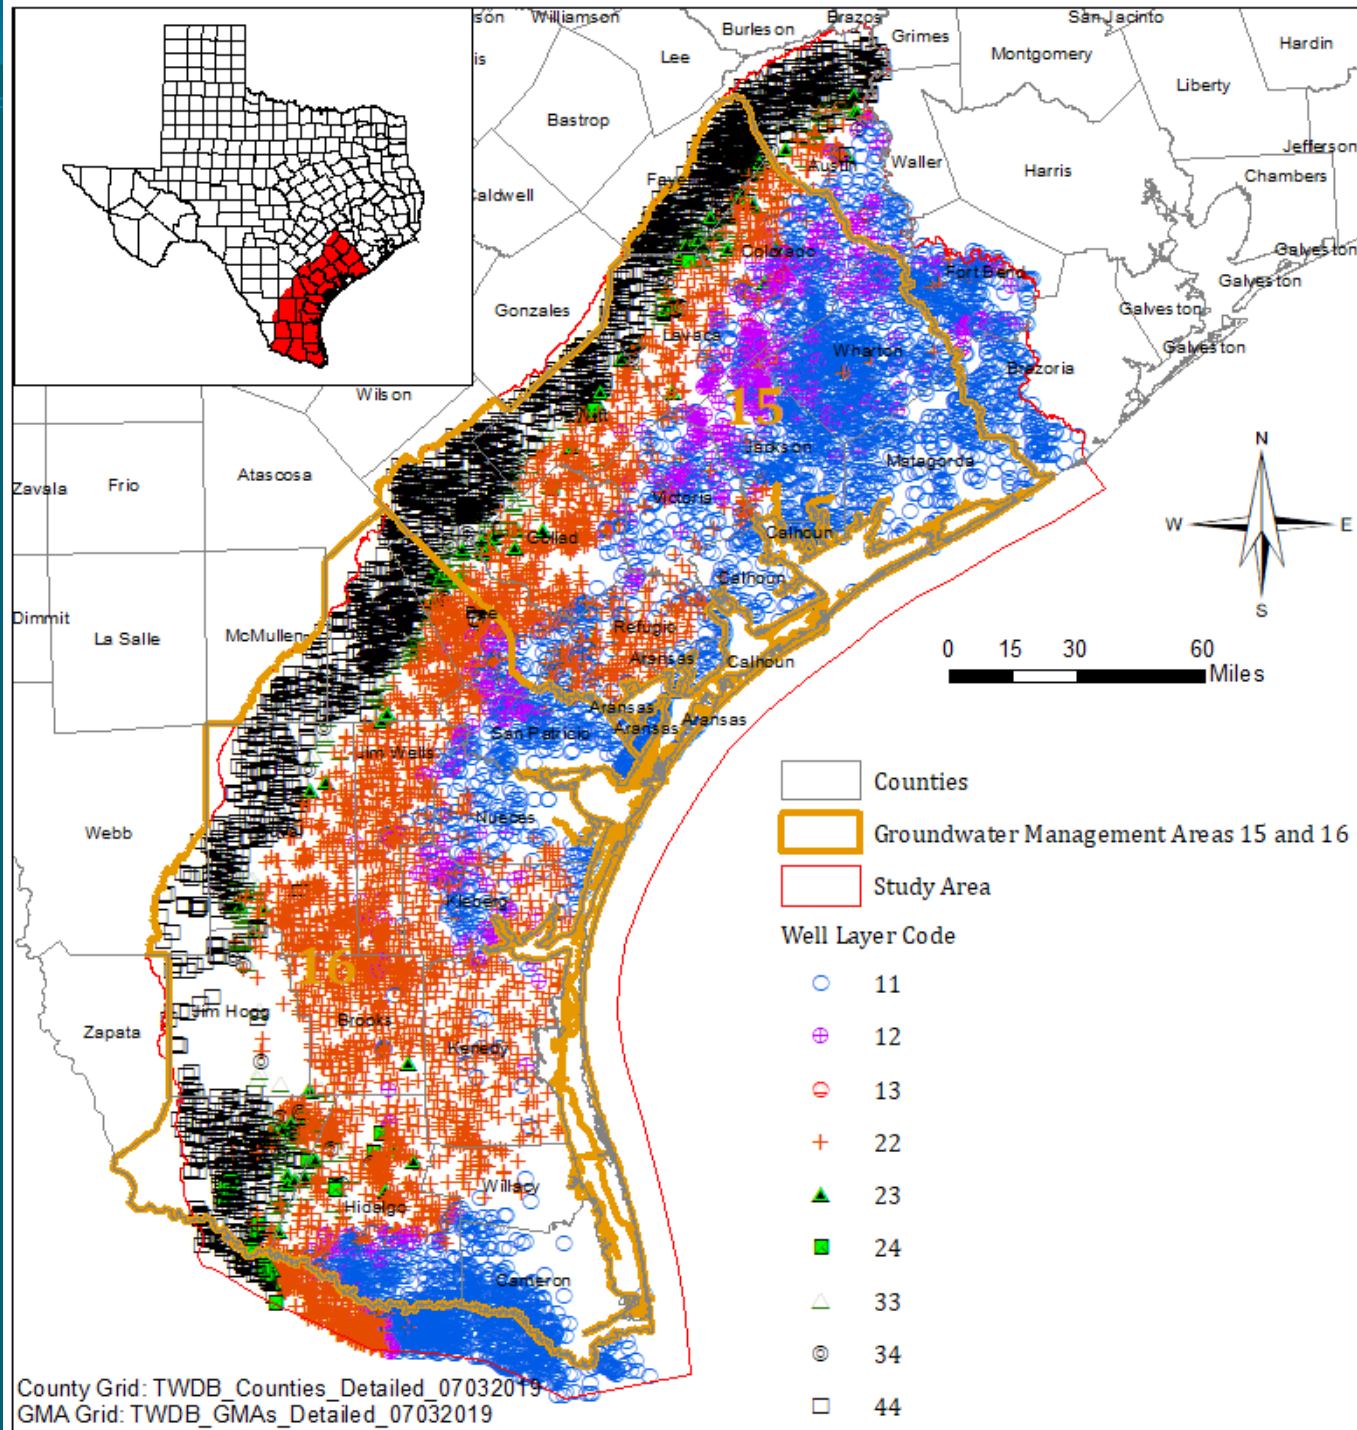 son
Williamson
Burleson
Brazos
San Jacinto
Grimes
Hardin
is
Lee
Montgomery
Liberty
Bastrop
Jefferson
Austin
Waller
Harris
Chambers
Faye
Caldwell
Colorado
Galveston
Fort Bend
Galveston
Gonzales
Galveston
Lavaca
Wharton
Galveston
Brazoria
Wilson
15
Jackson
Matagorda
N
Atascosa
Zavala
Frio
Victoria
W
E
Goliad
Calhoun
Calhoun
S
Dimmit
La Salle
McMullen
Bee
Refugio
Aransas
Calhoun
0 15 30 60
Miles
Aransas
Aransas
Aransas
San Patricio
Jim Wells
Counties
Webb
Nueces
Groundwater Management Areas 15 and 16
Study Area
Kleberg
Well Layer Code
16
11
Jim Hogg
Brooks
Zapata
12
Kenedy
13
22
Willacy
23
Hidalgo
24
Cameron
33
34
County Grid: TWDB_Counties_Detailed_07032019
44
GMA Grid: TWDB_GMAs_Detailed_07032019